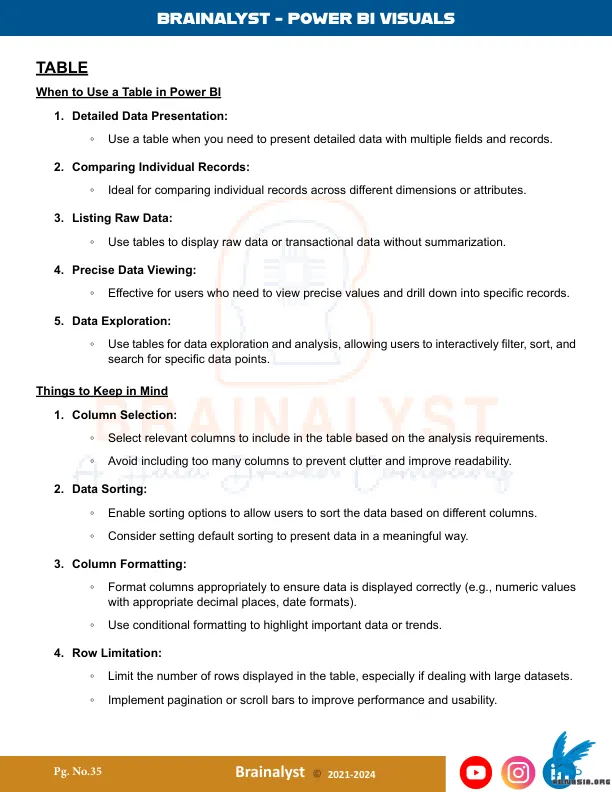 BRAINALYST - POWER BI VISUALS
TABLE
When to Use a Table in Power BI
1. Detailed Data Presentation:
◦ Use a table when you need to present detailed data with multiple fields and records.
2. Comparing Individual Records:
◦ Ideal for comparing individual records across different dimensions or attributes.
3. Listing Raw Data:
◦ Use tables to display raw data or transactional data without summarization.
4. Precise Data Viewing:
◦ Effective for users who need to view precise values and drill down into specific records.
5. Data Exploration:
◦ Use tables for data exploration and analysis, allowing users to interactively filter, sort, and
search for specific data points.
Things to Keep in Mind
1. Column Selection:
◦ Select relevant columns to include in the table based on the analysis requirements.
BRAINALYST
◦ Avoid including too many columns to prevent clutter and improve readability.
A Data Driven Company
2. Data Sorting:
◦ Enable sorting options to allow users to sort the data based on different columns.
◦ Consider setting default sorting to present data in a meaningful way.
3. Column Formatting:
◦ Format columns appropriately to ensure data is displayed correctly (e.g., numeric values
with appropriate decimal places, date formats).
◦ Use conditional formatting to highlight important data or trends.
4. Row Limitation:
◦ Limit the number of rows displayed in the table, especially if dealing with large datasets.
◦ Implement pagination or scroll bars to improve performance and usability.
Pg. No.35
Brainalyst © 2021-2024
in